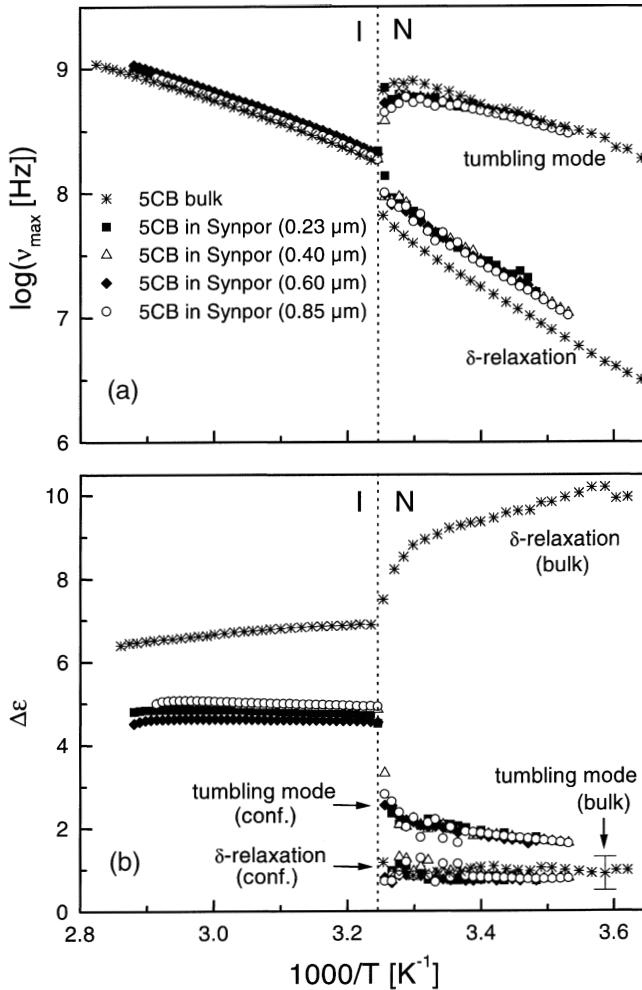 I N
9
8
7
6
log(ν_max [Hz])
tumbling mode
5CB bulk
5CB in Synpor (0.23 μm)
5CB in Synpor (0.40 μm)
5CB in Synpor (0.60 μm)
5CB in Synpor (0.85 μm)
δ-relaxation
(a)
I N
10
8
6
4
2
0
Δε
δ-relaxation
(bulk)
tumbling mode
(conf.)
tumbling mode
(bulk)
δ-relaxation
(conf.)
(b)
2.8 3.0 3.2 3.4 3.6
1000/T [K⁻¹]